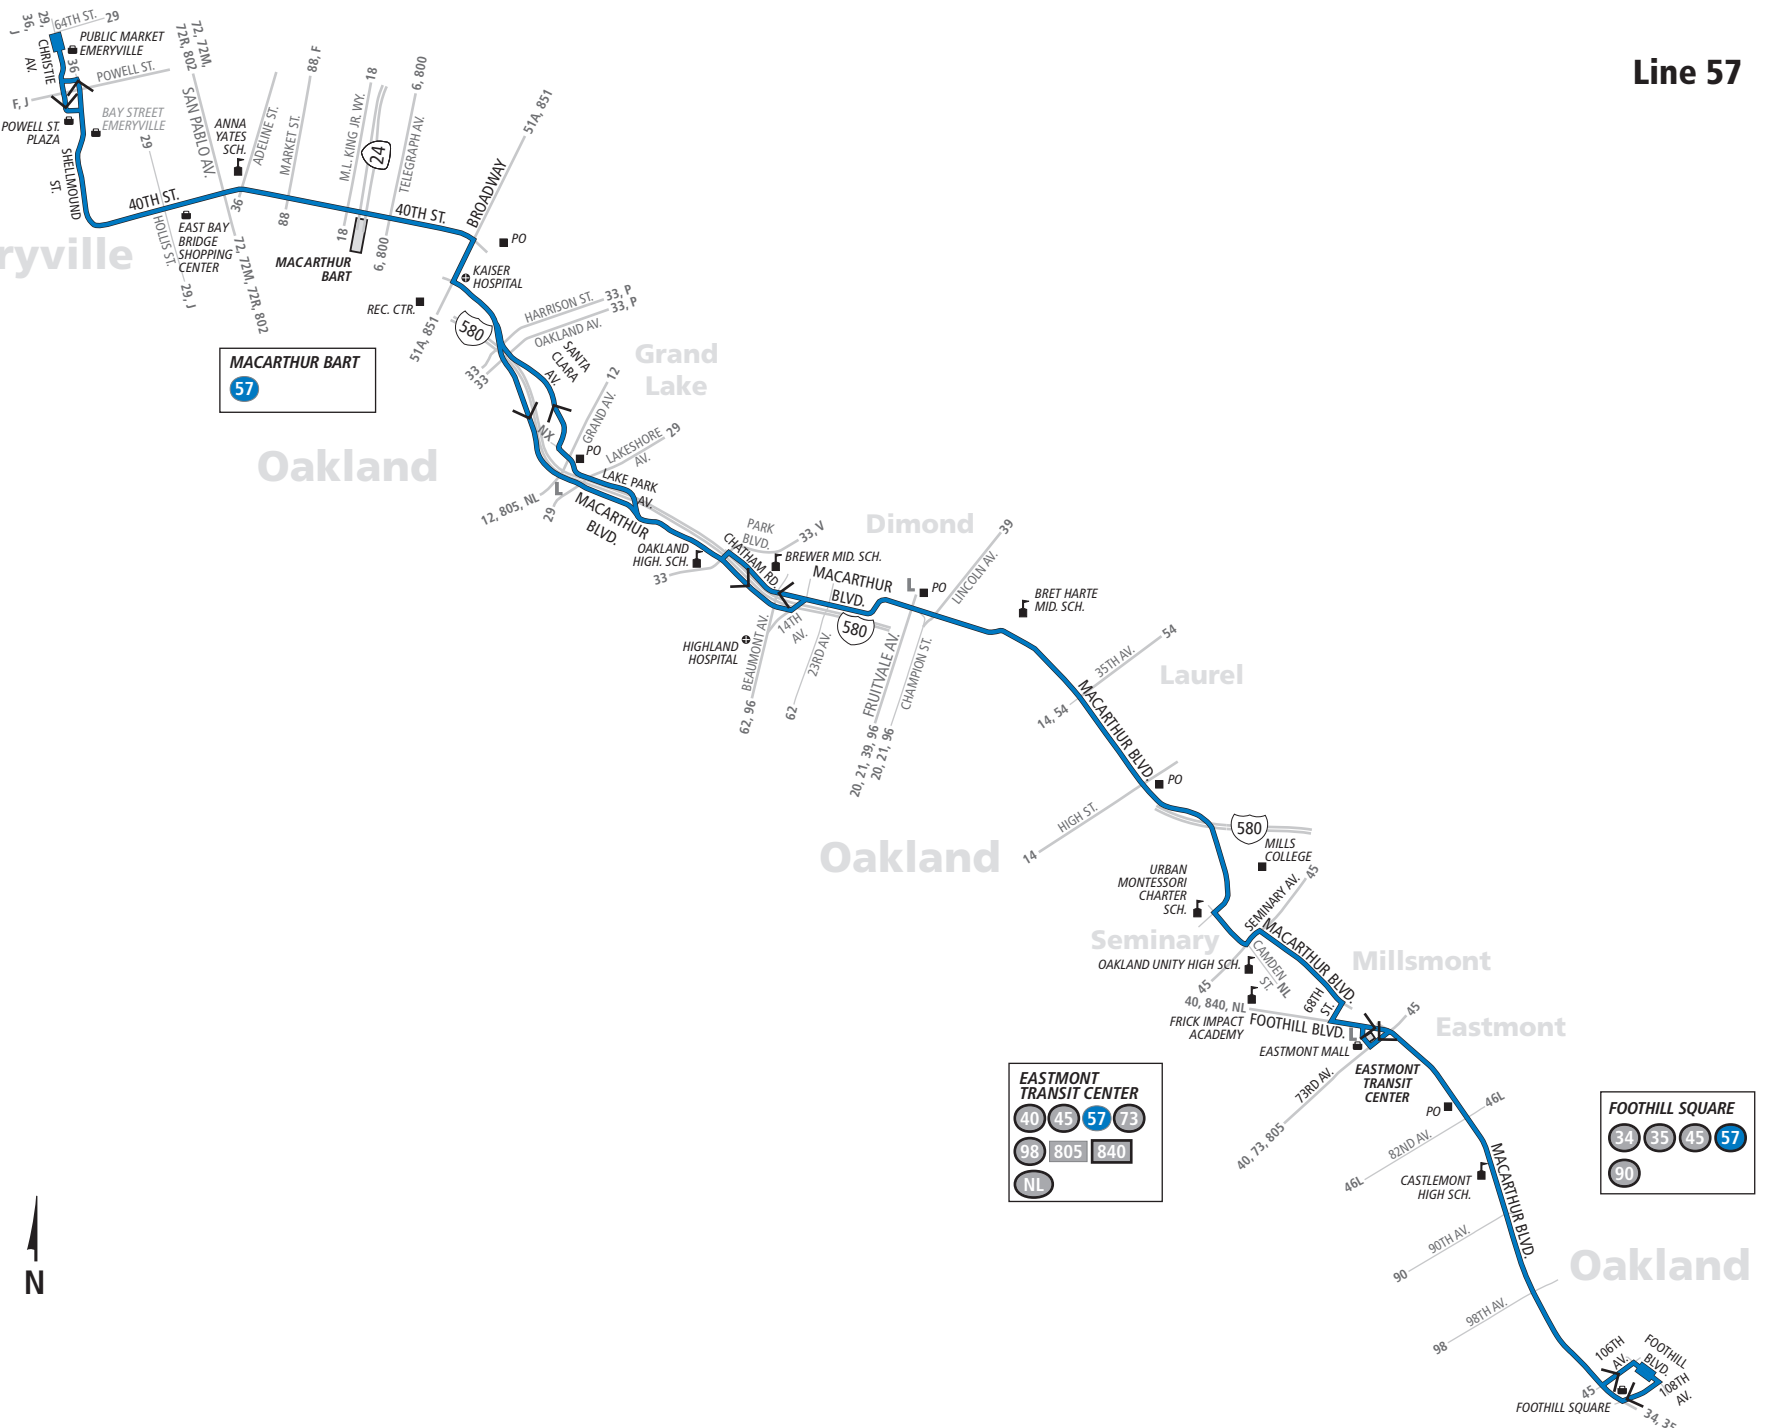 Line 57
29,
36,
J
64TH ST.
29
CHRISTIE
AV.
36
PUBLIC MARKET
EMERYVILLE
POWELL ST.
F, J
POWELL ST.
PLAZA
BAY STREET
EMERYVILLE
29
SHELLMOUND
ST.
72, 72M,
72R, 802
SAN PABLO AV.
ANNA
YATES
SCH.
ADELINE ST.
88, F
MARKET ST.
18
M.L. KING JR. WY.
24
6, 800
TELEGRAPH AV.
51A, 851
BROADWAY
40TH ST.
40TH ST.
36
88
18
6, 800
HOLLIS ST.
29, J
EAST BAY
BRIDGE
SHOPPING
CENTER
72, 72M, 72R, 802
MACARTHUR
BART
PO
KAISER
HOSPITAL
REC. CTR.
51A, 851
ryville
580
HARRISON ST.
33, P
33, P
OAKLAND AV.
33
33
SANTA
CLARA
AV.
Grand
Lake
MACARTHUR BART
57
12
GRAND AV.
NX
PO
LAKESHORE
AV.
29
LAKE PARK
AV.
L
12, 805, NL
29
MACARTHUR
BLVD.
Oakland
OAKLAND
HIGH. SCH.
33
PARK
BLVD.
33, V
CHATHAM RD.
BREWER MID. SCH.
MACARTHUR
BLVD.
Dimond
L
PO
39
LINCOLN AV.
BRET HARTE
MID. SCH.
HIGHLAND
HOSPITAL
BEAUMONT AV.
62, 96
14TH
AV.
23RD AV.
62
580
FRUITVALE AV.
20, 21, 39, 96
CHAMPION ST.
20, 21, 96
35TH AV.
54
14, 54
Laurel
MACARTHUR BLVD.
PO
HIGH ST.
14
Oakland
580
MILLS
COLLEGE
URBAN
MONTESSORI
CHARTER
SCH.
SEMINARY AV.
45
Seminary
MACARTHUR BLVD.
Millsmont
OAKLAND UNITY HIGH SCH.
45
CAMDEN
ST.
NL
40, 840, NL
68TH
ST.
FRICK IMPACT
ACADEMY
FOOTHILL BLVD.
L
45
Eastmont
EASTMONT MALL
EASTMONT
TRANSIT
CENTER
73RD AV.
40, 73, 805
EASTMONT
TRANSIT CENTER
40 45 57 73
98 805 840
NL
PO
46L
82ND AV.
46L
CASTLEMONT
HIGH SCH.
MACARTHUR BLVD.
FOOTHILL SQUARE
34 35 45 57
90
90TH AV.
90
Oakland
98TH AV.
98
106TH
AV.
FOOTHILL
BLVD.
108TH
AV.
45
FOOTHILL SQUARE
34, 35
N